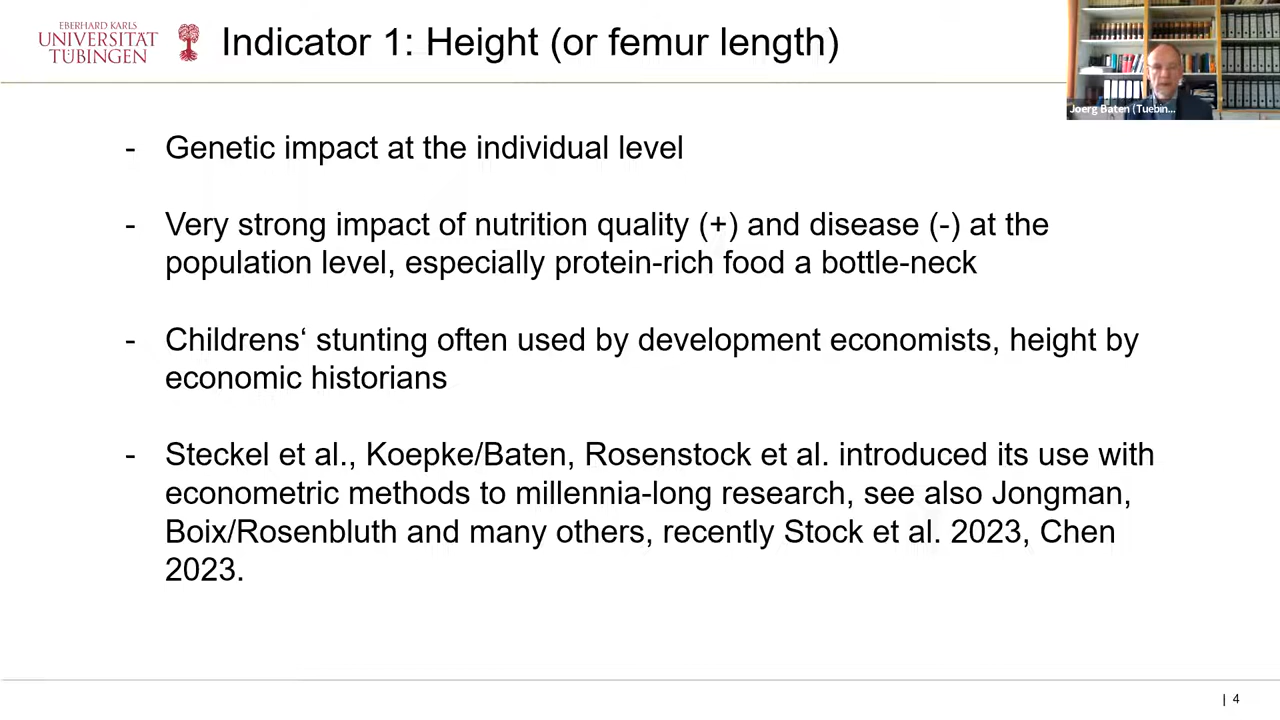 EBERHARD KARLS
UNIVERSITÄT
TÜBINGEN
Indicator 1: Height (or femur length)
Joerg Baten (Tuebin...
- Genetic impact at the individual level
- Very strong impact of nutrition quality (+) and disease (-) at the
population level, especially protein-rich food a bottle-neck
- Childrens‘ stunting often used by development economists, height by
economic historians
- Steckel et al., Koepke/Baten, Rosenstock et al. introduced its use with
econometric methods to millennia-long research, see also Jongman,
Boix/Rosenbluth and many others, recently Stock et al. 2023, Chen
2023.
| 4